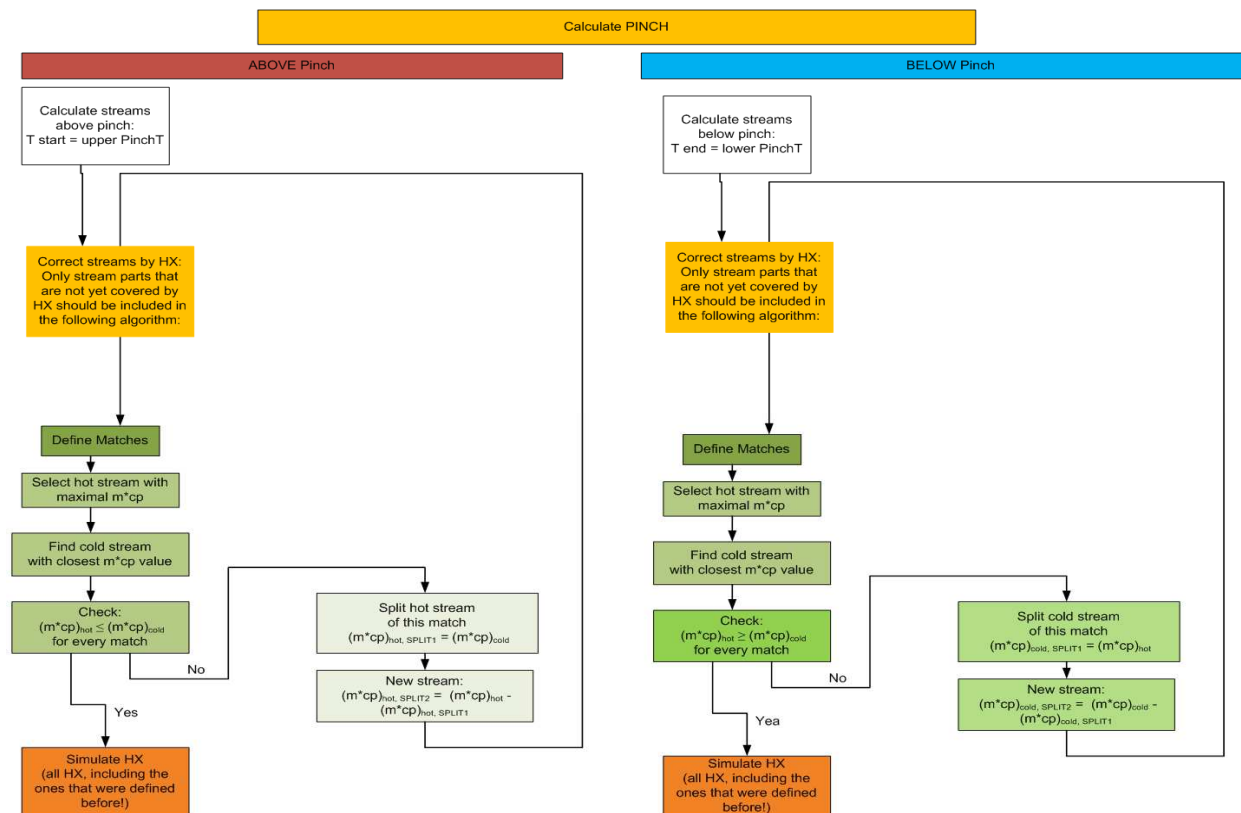 Calculate PINCH
ABOVE Pinch
Calculate streams
above pinch:
T start = upper PinchT
Correct streams by HX:
Only stream parts that
are not yet covered by
HX should be included in
the following algorithm:
Define Matches
Select hot stream with
maximal m*cp
Find cold stream
with closest m*cp value
Check:
(m*cp)hot ≤ (m*cp)cold
for every match
No
Yes
Split hot stream
of this match
(m*cp)hot, SPLIT1 = (m*cp)cold
New stream:
(m*cp)hot, SPLIT2 = (m*cp)hot -
(m*cp)hot, SPLIT1
Simulate HX
(all HX, including the
ones that were defined
before!)
BELOW Pinch
Calculate streams
below pinch:
T end = lower PinchT
Correct streams by HX:
Only stream parts that
are not yet covered by
HX should be included in
the following algorithm:
Define Matches
Select hot stream with
maximal m*cp
Find cold stream
with closest m*cp value
Check:
(m*cp)hot ≥ (m*cp)cold
for every match
No
Yea
Split cold stream
of this match
(m*cp)cold, SPLIT1 = (m*cp)hot
New stream:
(m*cp)cold, SPLIT2 = (m*cp)cold -
(m*cp)cold, SPLIT1
Simulate HX
(all HX, including the
ones that were defined
before!)